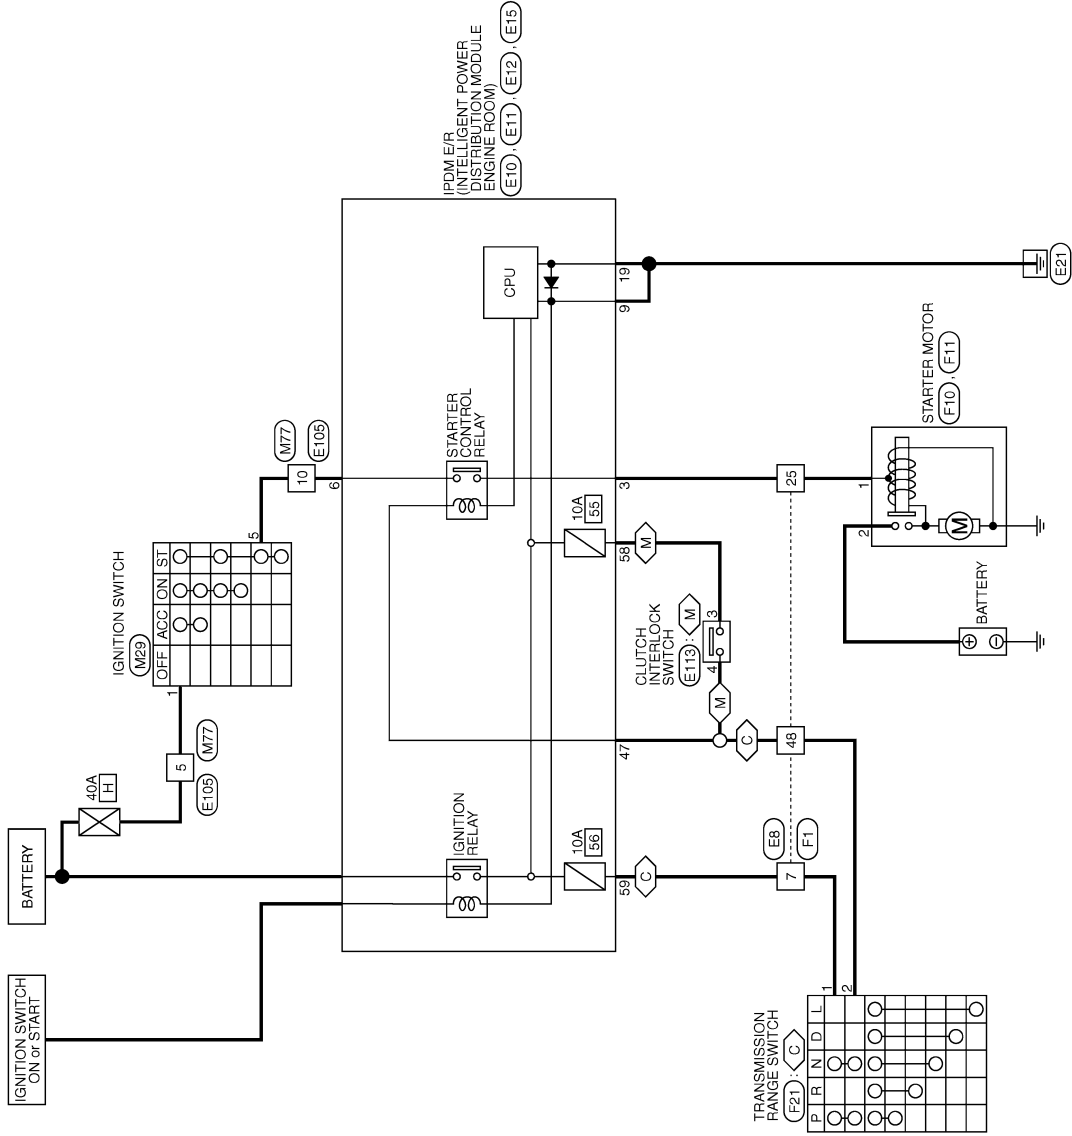 IPDM E/R
(INTELLIGENT POWER
DISTRIBUTION MODULE
ENGINE ROOM)
E10 , E11 , E12 , E15
CPU
19
9
E21
STARTER MOTOR
F10 , F11
M77
E105
10
6
STARTER
CONTROL
RELAY
3
25
1
2
M
10A
55
58
M
IGNITION SWITCH
M29
OFF ACC ON ST
5
1
CLUTCH
INTERLOCK
SWITCH
E113 : M
3
4
M
BATTERY
+
-
47
C
48
5
M77
E105
40A
H
BATTERY
IGNITION
RELAY
10A
56
59
C
E8
F1
7
IGNITION SWITCH
ON or START
TRANSMISSION
RANGE SWITCH
F21 : C
P R N D L
1
2